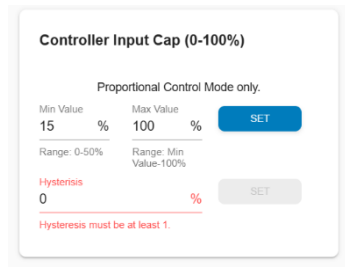 Controller Input Cap (0-100%)
Proportional Control Mode only.
Min Value Max Value
15 % 100 % SET
Range: 0-50% Range: Min
Value-100%
Hysterisis
0 % SET
Hysteresis must be at least 1.